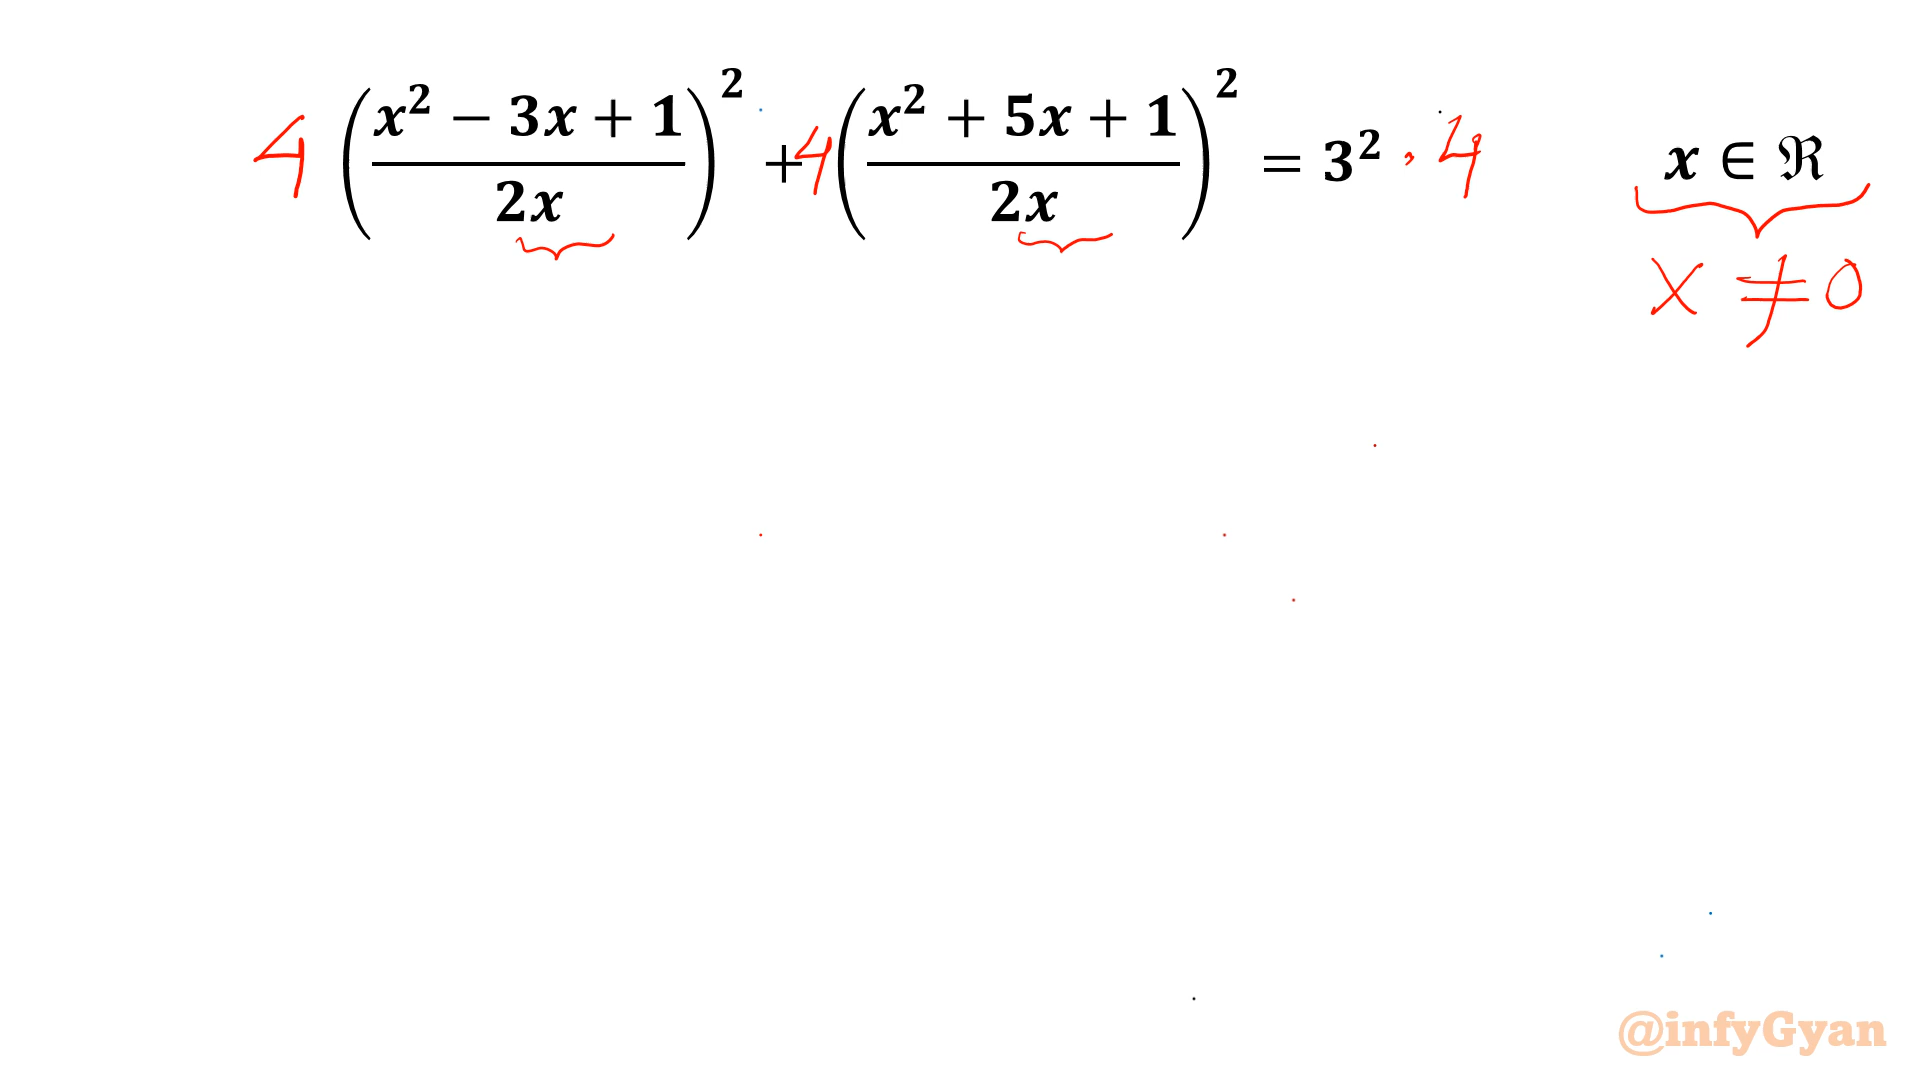 4 ((x² − 3x + 1)/(2x))² + 4 ((x² + 5x + 1)/(2x))² = 3² · 4
x ∈ ℜ
x ≠ 0
@infyGyan